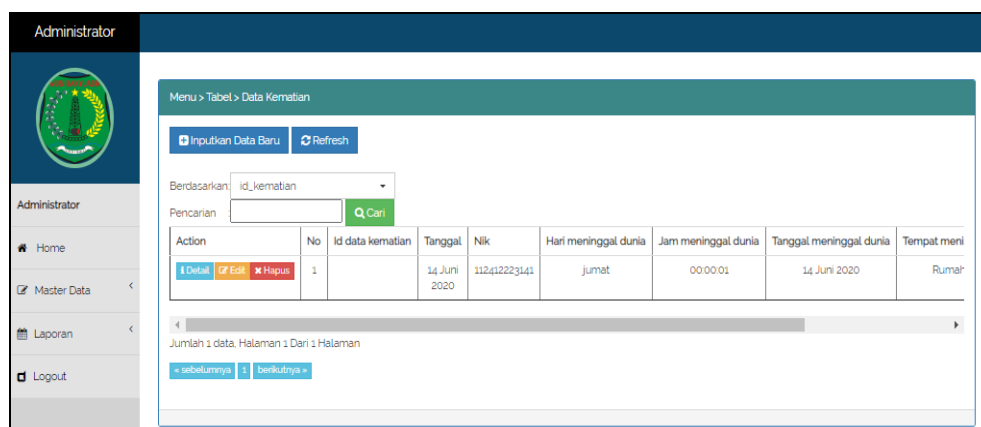 Administrator
Administrator
Home
Master Data
Laporan
Logout
Menu > Tabel > Data Kematian
Inputkan Data Baru Refresh
Berdasarkan: id_kematian
Pencarian : Cari
Action No Id data kematian Tanggal Nik Hari meninggal dunia Jam meninggal dunia Tanggal meninggal dunia Tempat meni
Detail Edit Hapus 1 14 Juni 2020 112412223141 jumat 00:00:01 14 Juni 2020 Rumah
Jumlah 1 data, Halaman 1 Dari 1 Halaman
« sebelumnya 1 berikutnya »